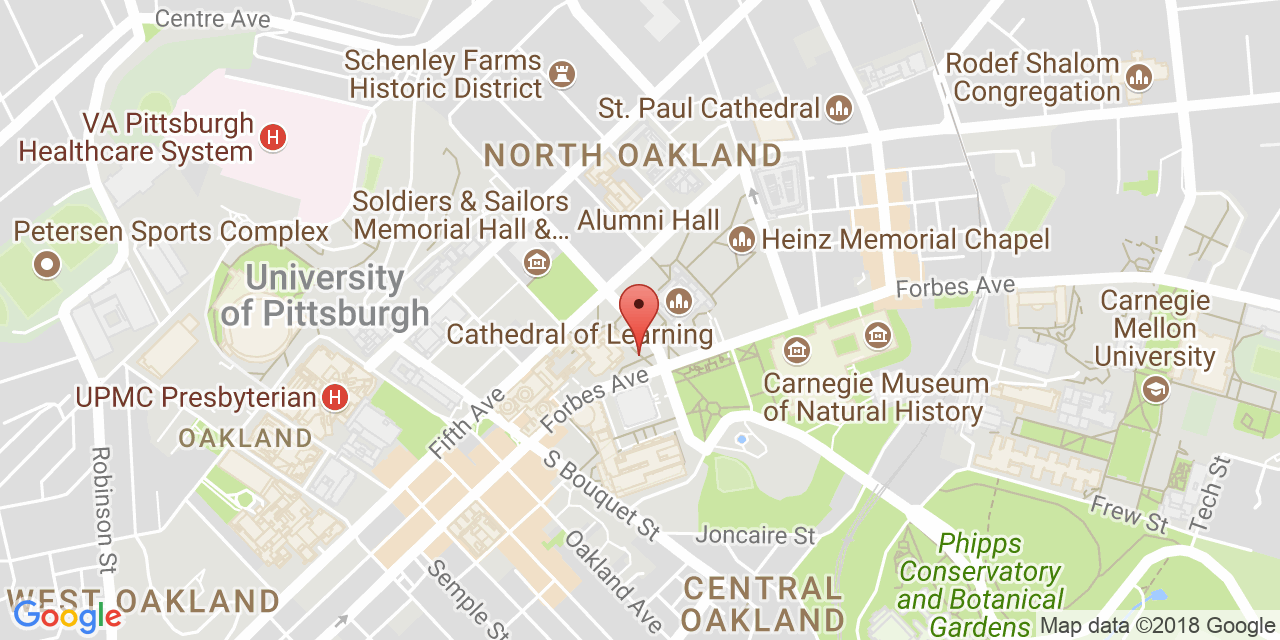 Centre Ave
Schenley Farms
Historic District
Rodef Shalom
Congregation
St. Paul Cathedral
VA Pittsburgh
Healthcare System
H
NORTH OAKLAND
Soldiers & Sailors
Memorial Hall &...
Alumni Hall
Petersen Sports Complex
Heinz Memorial Chapel
University
of Pittsburgh
Forbes Ave
Cathedral of Learning
Carnegie
Mellon
University
Carnegie Museum
of Natural History
UPMC Presbyterian
H
Forbes Ave
Fifth Ave
OAKLAND
Robinson St
S Bouquet St
Tech St
Frew St
Joncaire St
Oakland Ave
Semple St
Phipps
Conservatory
and Botanical
Gardens
CENTRAL
OAKLAND
WEST OAKLAND
Google
Map data ©2018 Google